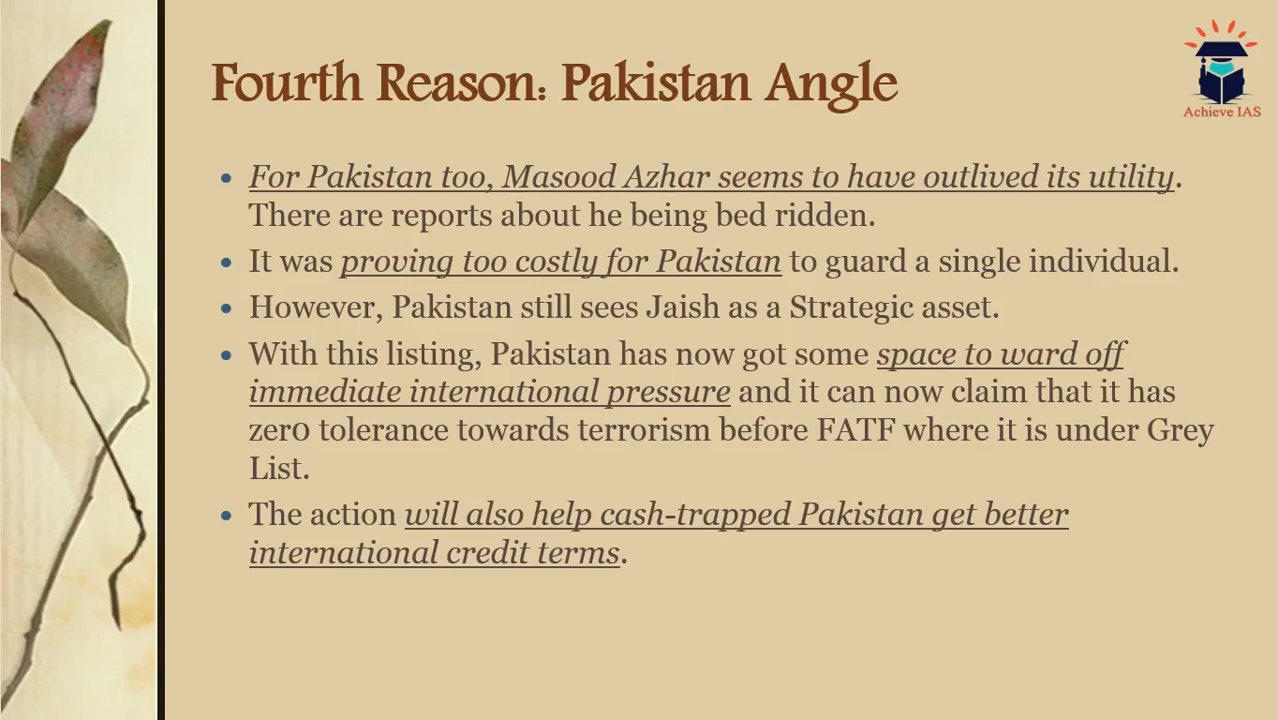 Fourth Reason: Pakistan Angle
Achieve IAS
• For Pakistan too, Masood Azhar seems to have outlived its utility.
There are reports about he being bed ridden.
• It was proving too costly for Pakistan to guard a single individual.
• However, Pakistan still sees Jaish as a Strategic asset.
• With this listing, Pakistan has now got some space to ward off
immediate international pressure and it can now claim that it has
zer0 tolerance towards terrorism before FATF where it is under Grey
List.
• The action will also help cash-trapped Pakistan get better
international credit terms.